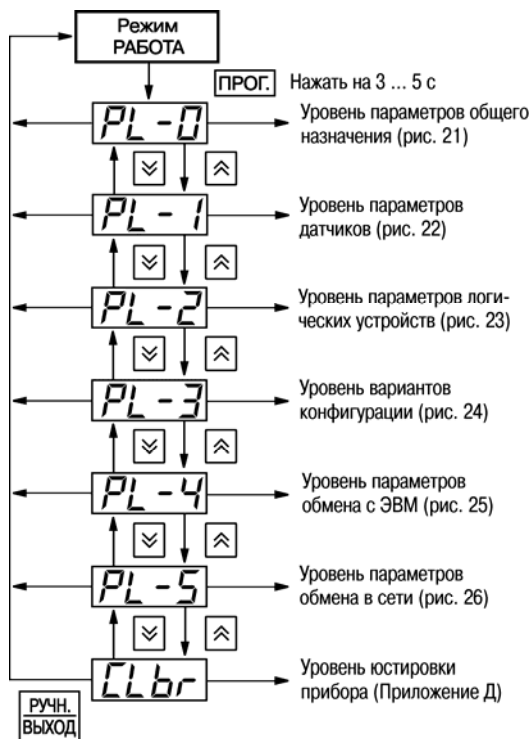 Режим
РАБОТА
ПРОГ. Нажать на 3 ... 5 с
PL-0
Уровень параметров общего
назначения (рис. 21)
PL-1
Уровень параметров
датчиков (рис. 22)
PL-2
Уровень параметров логи-
ческих устройств (рис. 23)
PL-3
Уровень вариантов
конфигурации (рис. 24)
PL-4
Уровень параметров
обмена с ЭВМ (рис. 25)
PL-5
Уровень параметров
обмена в сети (рис. 26)
CLbr
Уровень юстировки
прибора (Приложение Д)
РУЧН.
ВЫХОД